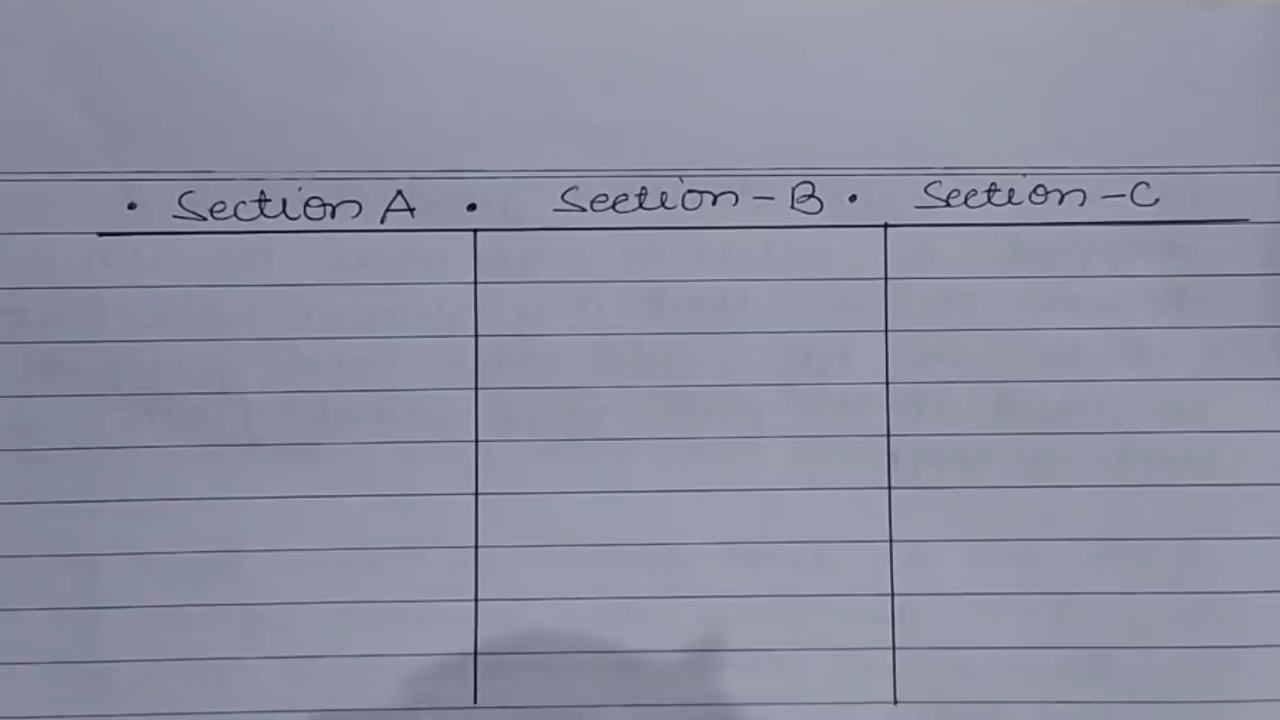 • Section A • Section - B • Section - C